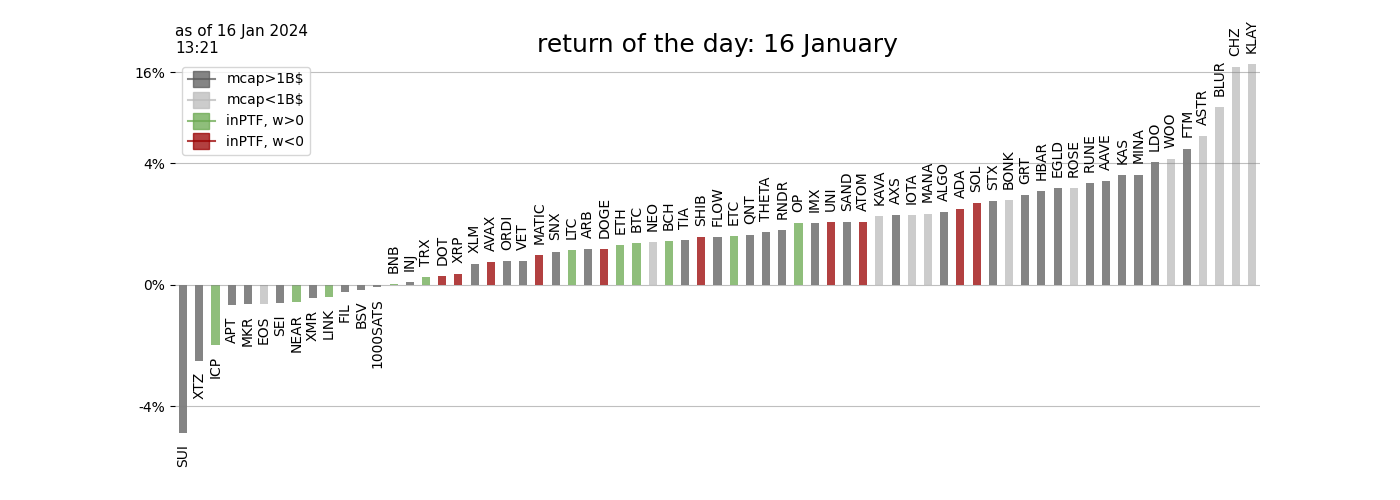 as of 16 Jan 2024
13:21
return of the day: 16 January
mcap>1B$
mcap<1B$
inPTF, w>0
inPTF, w<0
16%
4%
0%
-4%
SUI
XTZ
ICP
APT
MKR
EOS
SEI
NEAR
XMR
LINK
FIL
BSV
1000SATS
BNB
INJ
TRX
DOT
XRP
XLM
AVAX
ORDI
VET
MATIC
SNX
LTC
ARB
DOGE
ETH
BTC
NEO
BCH
TIA
SHIB
FLOW
ETC
QNT
THETA
RNDR
OP
IMX
UNI
SAND
ATOM
KAVA
AXS
IOTA
MANA
ALGO
ADA
SOL
STX
BONK
GRT
HBAR
EGLD
ROSE
RUNE
AAVE
KAS
MINA
LDO
WOO
FTM
ASTR
BLUR
CHZ
KLAY